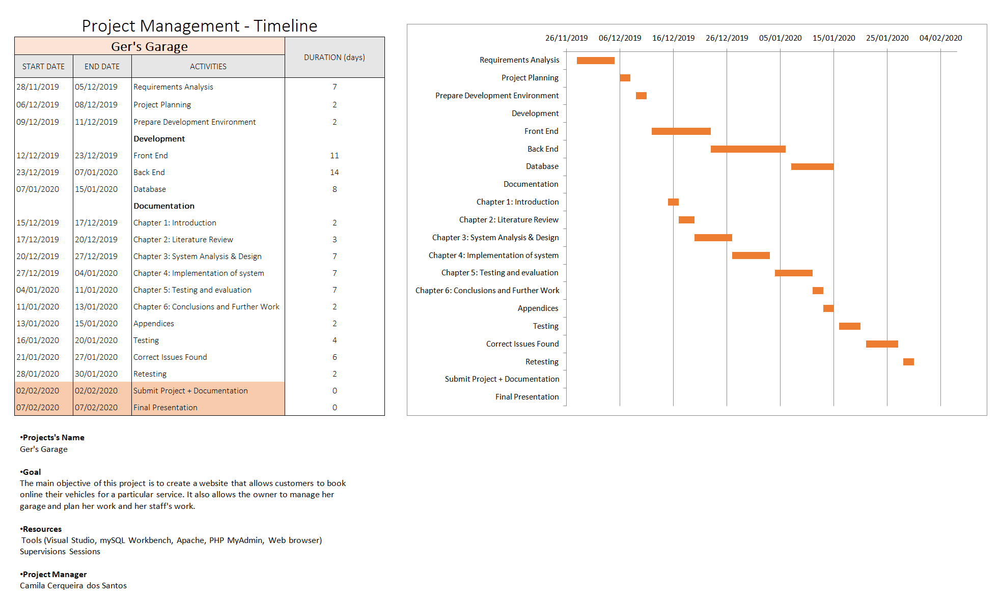 Project Management - Timeline
Ger's Garage
DURATION (days)
START DATE END DATE ACTIVITIES
28/11/2019 05/12/2019 Requirements Analysis 7
06/12/2019 08/12/2019 Project Planning 2
09/12/2019 11/12/2019 Prepare Development Environment 2
Development
12/12/2019 23/12/2019 Front End 11
23/12/2019 07/01/2020 Back End 14
07/01/2020 15/01/2020 Database 8
Documentation
15/12/2019 17/12/2019 Chapter 1: Introduction 2
17/12/2019 20/12/2019 Chapter 2: Literature Review 3
20/12/2019 27/12/2019 Chapter 3: System Analysis & Design 7
27/12/2019 04/01/2020 Chapter 4: Implementation of system 7
04/01/2020 11/01/2020 Chapter 5: Testing and evaluation 7
11/01/2020 13/01/2020 Chapter 6: Conclusions and Further Work 2
13/01/2020 15/01/2020 Appendices 2
16/01/2020 20/01/2020 Testing 4
21/01/2020 27/01/2020 Correct Issues Found 6
28/01/2020 30/01/2020 Retesting 2
02/02/2020 02/02/2020 Submit Project + Documentation 0
07/02/2020 07/02/2020 Final Presentation 0
26/11/2019 06/12/2019 16/12/2019 26/12/2019 05/01/2020 15/01/2020 25/01/2020 04/02/2020
Requirements Analysis
Project Planning
Prepare Development Environment
Development
Front End
Back End
Database
Documentation
Chapter 1: Introduction
Chapter 2: Literature Review
Chapter 3: System Analysis & Design
Chapter 4: Implementation of system
Chapter 5: Testing and evaluation
Chapter 6: Conclusions and Further Work
Appendices
Testing
Correct Issues Found
Retesting
Submit Project + Documentation
Final Presentation
•Projects's Name
Ger's Garage
•Goal
The main objective of this project is to create a website that allows customers to book
online their vehicles for a particular service. It also allows the owner to manage her
garage and plan her work and her staff's work.
•Resources
Tools (Visual Studio, mySQL Workbench, Apache, PHP MyAdmin, Web browser)
Supervisions Sessions
•Project Manager
Camila Cerqueira dos Santos